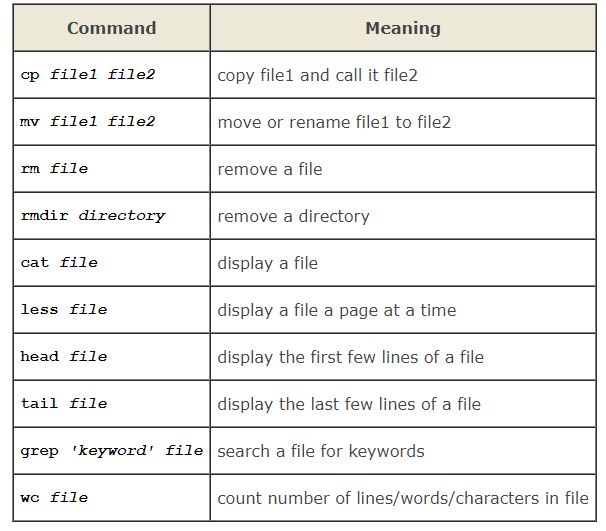 Command Meaning
cp file1 file2 copy file1 and call it file2
mv file1 file2 move or rename file1 to file2
rm file remove a file
rmdir directory remove a directory
cat file display a file
less file display a file a page at a time
head file display the first few lines of a file
tail file display the last few lines of a file
grep 'keyword' file search a file for keywords
wc file count number of lines/words/characters in file